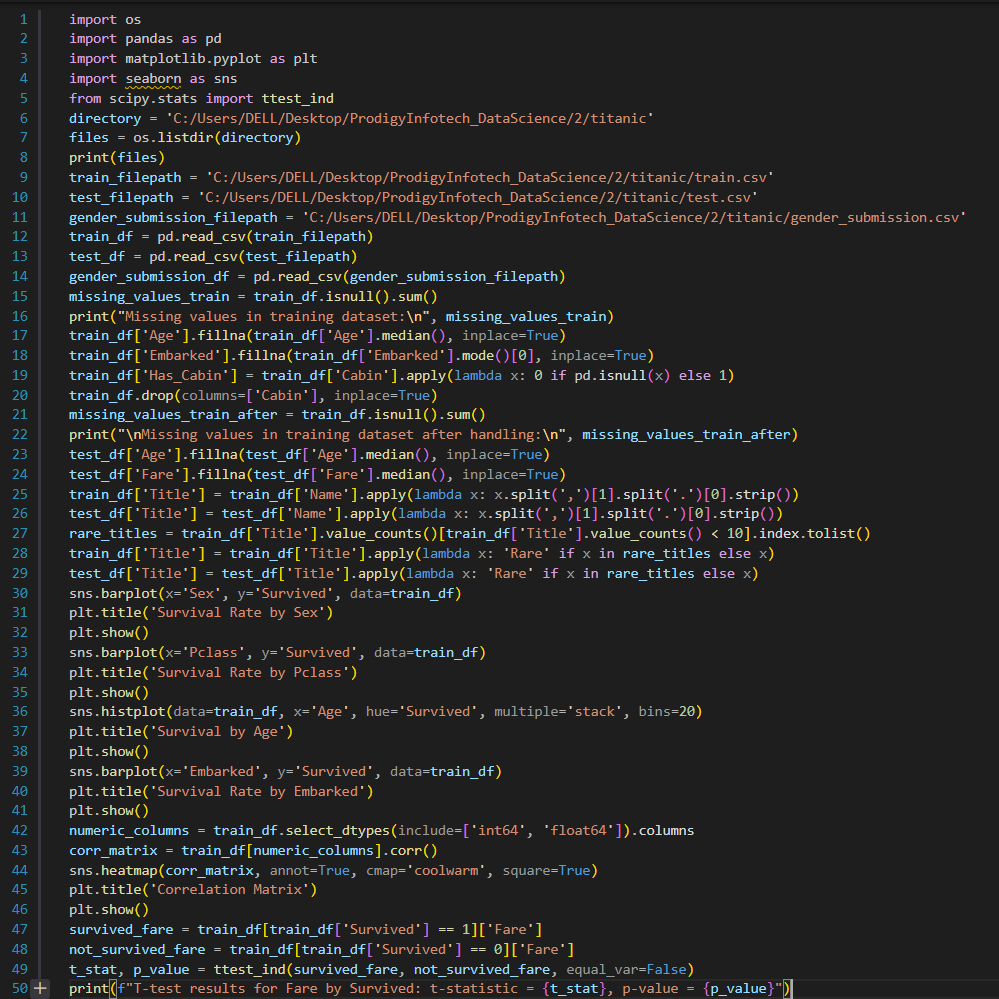 1 import os
2 import pandas as pd
3 import matplotlib.pyplot as plt
4 import seaborn as sns
5 from scipy.stats import ttest_ind
6 directory = 'C:/Users/DELL/Desktop/ProdigyInfotech_DataScience/2/titanic'
7 files = os.listdir(directory)
8 print(files)
9 train_filepath = 'C:/Users/DELL/Desktop/ProdigyInfotech_DataScience/2/titanic/train.csv'
10 test_filepath = 'C:/Users/DELL/Desktop/ProdigyInfotech_DataScience/2/titanic/test.csv'
11 gender_submission_filepath = 'C:/Users/DELL/Desktop/ProdigyInfotech_DataScience/2/titanic/gender_submission.csv'
12 train_df = pd.read_csv(train_filepath)
13 test_df = pd.read_csv(test_filepath)
14 gender_submission_df = pd.read_csv(gender_submission_filepath)
15 missing_values_train = train_df.isnull().sum()
16 print("Missing values in training dataset:\n", missing_values_train)
17 train_df['Age'].fillna(train_df['Age'].median(), inplace=True)
18 train_df['Embarked'].fillna(train_df['Embarked'].mode()[0], inplace=True)
19 train_df['Has_Cabin'] = train_df['Cabin'].apply(lambda x: 0 if pd.isnull(x) else 1)
20 train_df.drop(columns=['Cabin'], inplace=True)
21 missing_values_train_after = train_df.isnull().sum()
22 print("\nMissing values in training dataset after handling:\n", missing_values_train_after)
23 test_df['Age'].fillna(test_df['Age'].median(), inplace=True)
24 test_df['Fare'].fillna(test_df['Fare'].median(), inplace=True)
25 train_df['Title'] = train_df['Name'].apply(lambda x: x.split(',')[1].split('.')[0].strip())
26 test_df['Title'] = test_df['Name'].apply(lambda x: x.split(',')[1].split('.')[0].strip())
27 rare_titles = train_df['Title'].value_counts()[train_df['Title'].value_counts() < 10].index.tolist()
28 train_df['Title'] = train_df['Title'].apply(lambda x: 'Rare' if x in rare_titles else x)
29 test_df['Title'] = test_df['Title'].apply(lambda x: 'Rare' if x in rare_titles else x)
30 sns.barplot(x='Sex', y='Survived', data=train_df)
31 plt.title('Survival Rate by Sex')
32 plt.show()
33 sns.barplot(x='Pclass', y='Survived', data=train_df)
34 plt.title('Survival Rate by Pclass')
35 plt.show()
36 sns.histplot(data=train_df, x='Age', hue='Survived', multiple='stack', bins=20)
37 plt.title('Survival by Age')
38 plt.show()
39 sns.barplot(x='Embarked', y='Survived', data=train_df)
40 plt.title('Survival Rate by Embarked')
41 plt.show()
42 numeric_columns = train_df.select_dtypes(include=['int64', 'float64']).columns
43 corr_matrix = train_df[numeric_columns].corr()
44 sns.heatmap(corr_matrix, annot=True, cmap='coolwarm', square=True)
45 plt.title('Correlation Matrix')
46 plt.show()
47 survived_fare = train_df[train_df['Survived'] == 1]['Fare']
48 not_survived_fare = train_df[train_df['Survived'] == 0]['Fare']
49 t_stat, p_value = ttest_ind(survived_fare, not_survived_fare, equal_var=False)
50 print(f"T-test results for Fare by Survived: t-statistic = {t_stat}, p-value = {p_value}")